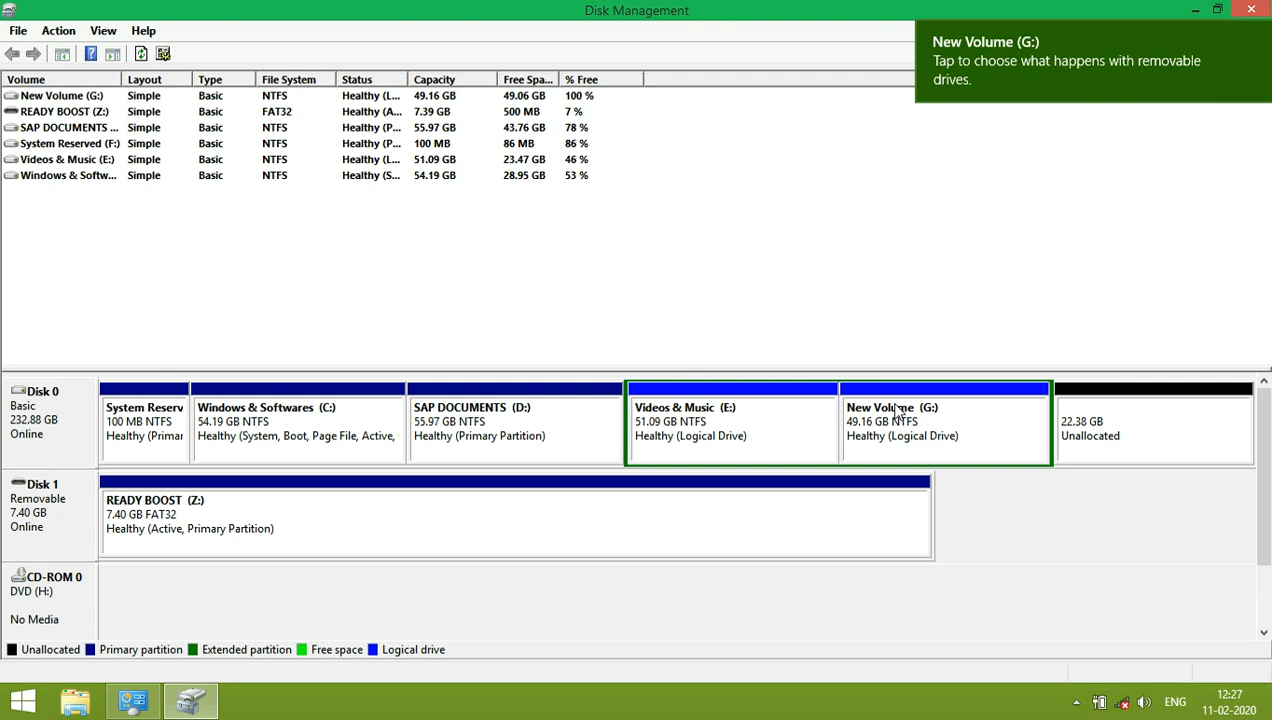 Disk Management
File Action View Help
New Volume (G:)
Tap to choose what happens with removable
drives.
Volume Layout Type File System Status Capacity Free Spa... % Free
New Volume (G:) Simple Basic NTFS Healthy (L... 49.16 GB 49.06 GB 100 %
READY BOOST (Z:) Simple Basic FAT32 Healthy (A... 7.39 GB 500 MB 7 %
SAP DOCUMENTS ... Simple Basic NTFS Healthy (P... 55.97 GB 43.76 GB 78 %
System Reserved (F:) Simple Basic NTFS Healthy (P... 100 MB 86 MB 86 %
Videos & Music (E:) Simple Basic NTFS Healthy (L... 51.09 GB 23.47 GB 46 %
Windows & Softw... Simple Basic NTFS Healthy (S... 54.19 GB 28.95 GB 53 %
Disk 0
Basic
232.88 GB
Online
System Reserv
100 MB NTFS
Healthy (Primar
Windows & Softwares (C:)
54.19 GB NTFS
Healthy (System, Boot, Page File, Active,
SAP DOCUMENTS (D:)
55.97 GB NTFS
Healthy (Primary Partition)
Videos & Music (E:)
51.09 GB NTFS
Healthy (Logical Drive)
New Volume (G:)
49.16 GB NTFS
Healthy (Logical Drive)
22.38 GB
Unallocated
Disk 1
Removable
7.40 GB
Online
READY BOOST (Z:)
7.40 GB FAT32
Healthy (Active, Primary Partition)
CD-ROM 0
DVD (H:)
No Media
Unallocated Primary partition Extended partition Free space Logical drive
ENG
12:27
11-02-2020